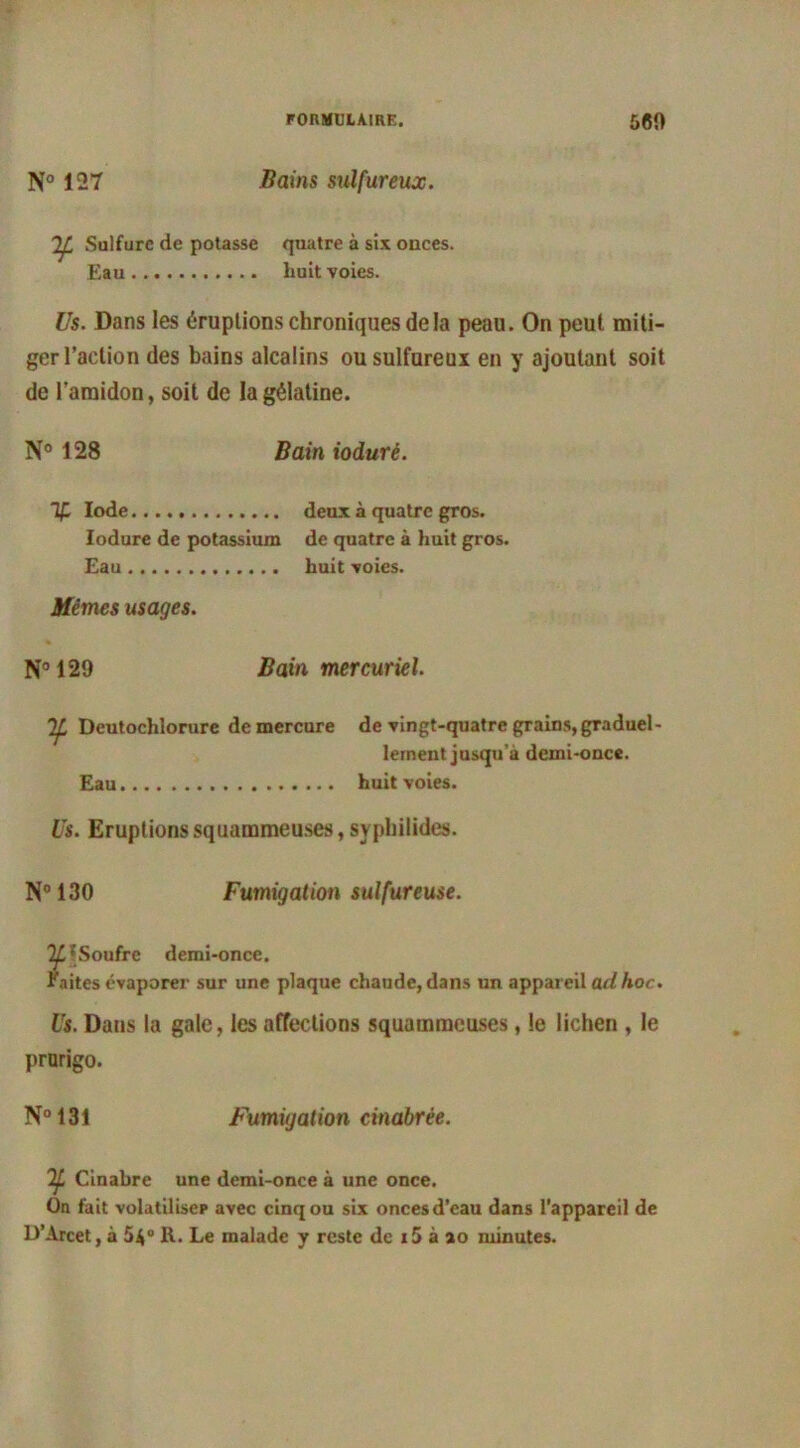 FORMULAIRE. 569
N° 127 Bains sulfureux.
♃ Sulfure de potasse quatre à six onces.
Eau ........... huit voies.
Us. Dans les éruptions chroniques de la peau. On peut miti-
ger l'action des bains alcalins ou sulfureux en y ajoutant soit
de l'amidon, soit de la gélatine.
N° 128 Bain ioduré.
♃ Iode.............. deux à quatre gros.
Iodure de potassium de quatre à huit gros.
Eau ............. huit voies.
Mêmes usages.
N° 129 Bain mercuriel.
♃ Deutochlorure de mercure de vingt-quatre grains, graduel-
lement jusqu'à demi-once.
Eau.................. huit voies.
Us. Eruptions squammeuses, syphilides.
N° 130 Fumigation sulfureuse.
♃ Soufre demi-once.
Faites évaporer sur une plaque chaude, dans un appareil ad hoc.
Us. Dans la gale, les affections squammeuses, le lichen, le
prurigo.
N° 131 Fumigation cinabrée.
♃ Cinabre une demi-once à une once.
On fait volatiliser avec cinq ou six onces d'eau dans l'appareil de
D'Arcet, à 54° R. Le malade y reste de 15 à 20 minutes.